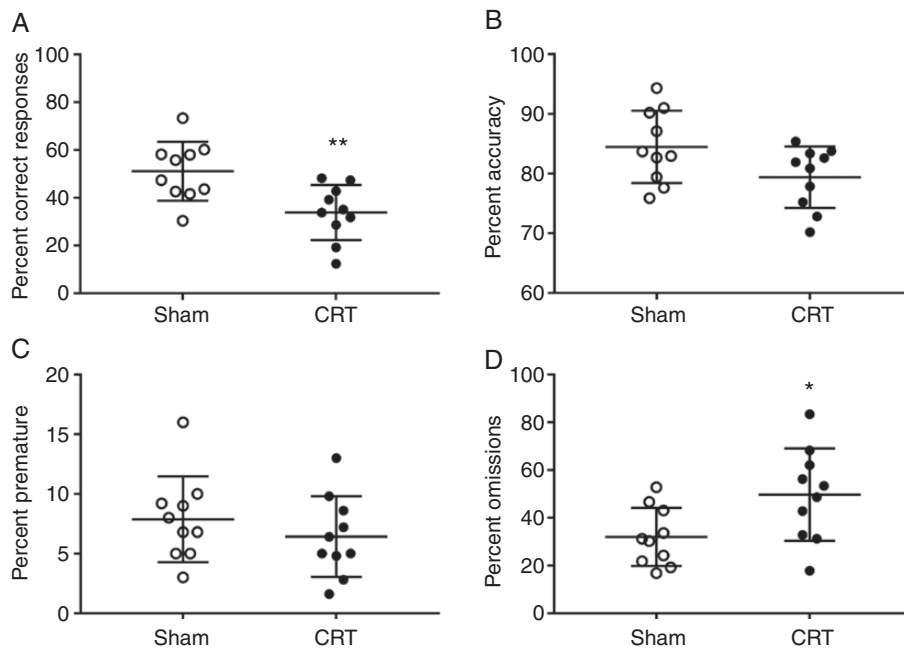 A
Percent correct responses
100
80
60
40
20
0
**
Sham CRT
B
Percent accuracy
100
90
80
70
60
Sham CRT
C
Percent premature
20
15
10
5
0
Sham CRT
D
Percent omissions
100
80
60
40
20
0
*
Sham CRT